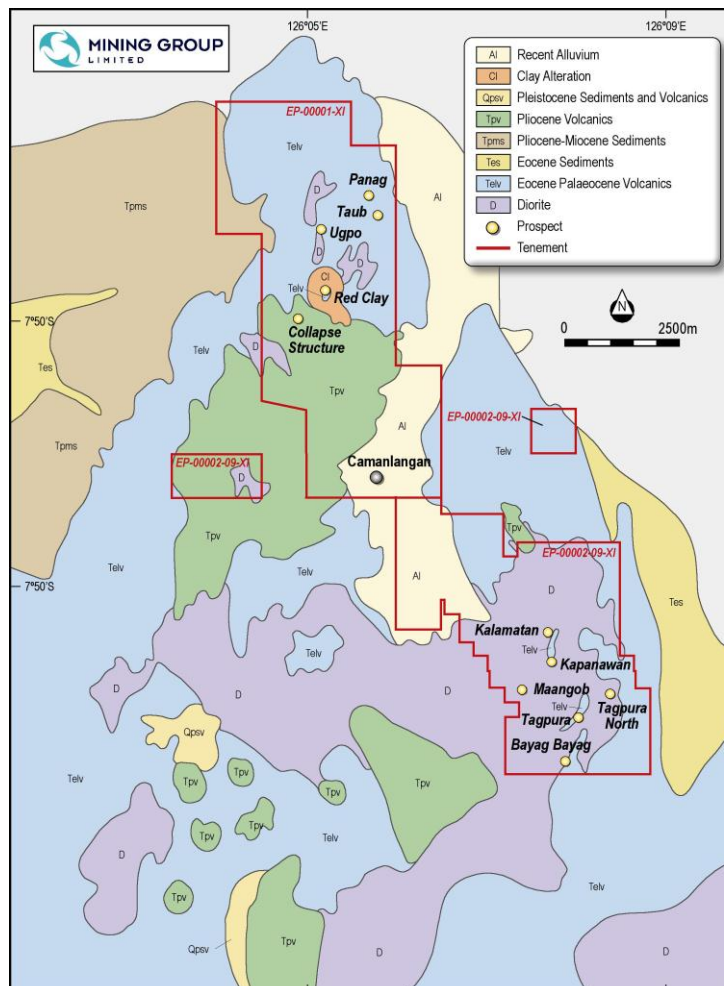 126°05'E
126°09'E
MINING GROUP
LIMITED
Al Recent Alluvium
Cl Clay Alteration
Qpsv Pleistocene Sediments and Volcanics
Tpv Pliocene Volcanics
Tpms Pliocene-Miocene Sediments
Tes Eocene Sediments
Telv Eocene Palaeocene Volcanics
D Diorite
Prospect
Tenement
N
0 2500m
EP-00001-XI
Telv
Panag
D
Taub
Al
Tpms
Ugpo
D
D
Cl
Telv
Red Clay
7°50'S
Collapse
Structure
Telv
D
Tes
Tpv
EP-00002-09-XI
Al
Telv
Tpms
Camanlangan
EP-00002-09-XI
D
Tpv
Tpv
EP-00002-09-XI
Telv
Telv
Al
7°50'S
D
Tes
Kalamatan
Telv
Telv
Kapanawan
D
D
D
Maangob
Telv
Tagpura
Tagpura
North
Qpsv
Bayag Bayag
Tpv
Tpv
Tpv
Telv
Tpv
Tpv
Tpv
Telv
D
Tpv
Telv
Tpv
Qpsv
D
D